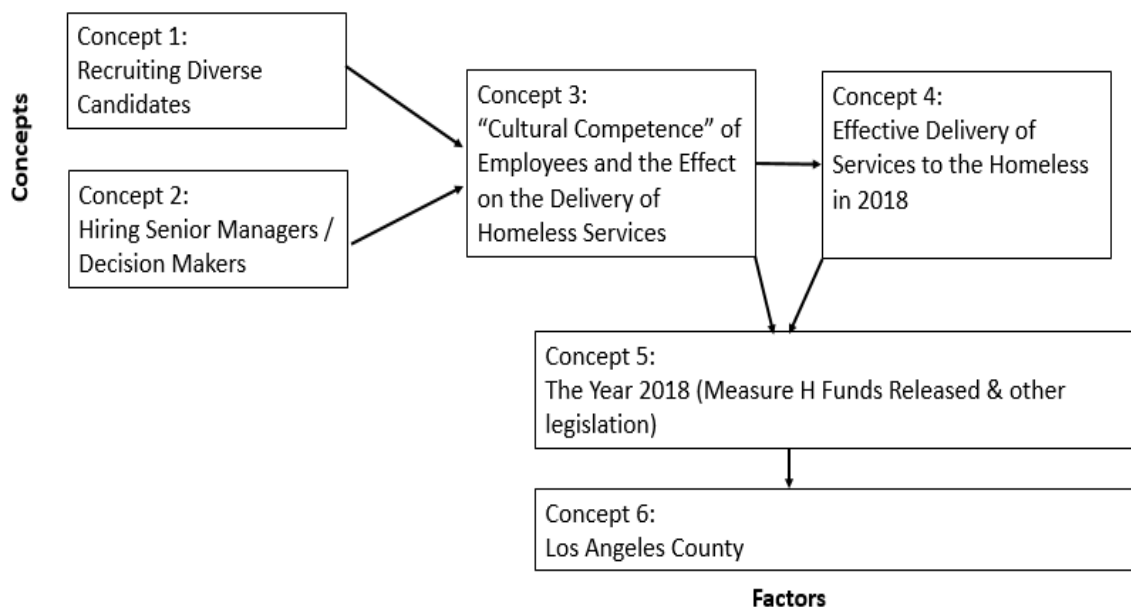 Concepts
Concept 1:
Recruiting Diverse
Candidates
Concept 2:
Hiring Senior Managers /
Decision Makers
Concept 3:
“Cultural Competence” of
Employees and the Effect
on the Delivery of
Homeless Services
Concept 4:
Effective Delivery of
Services to the Homeless
in 2018
Concept 5:
The Year 2018 (Measure H Funds Released & other
legislation)
Concept 6:
Los Angeles County
Factors